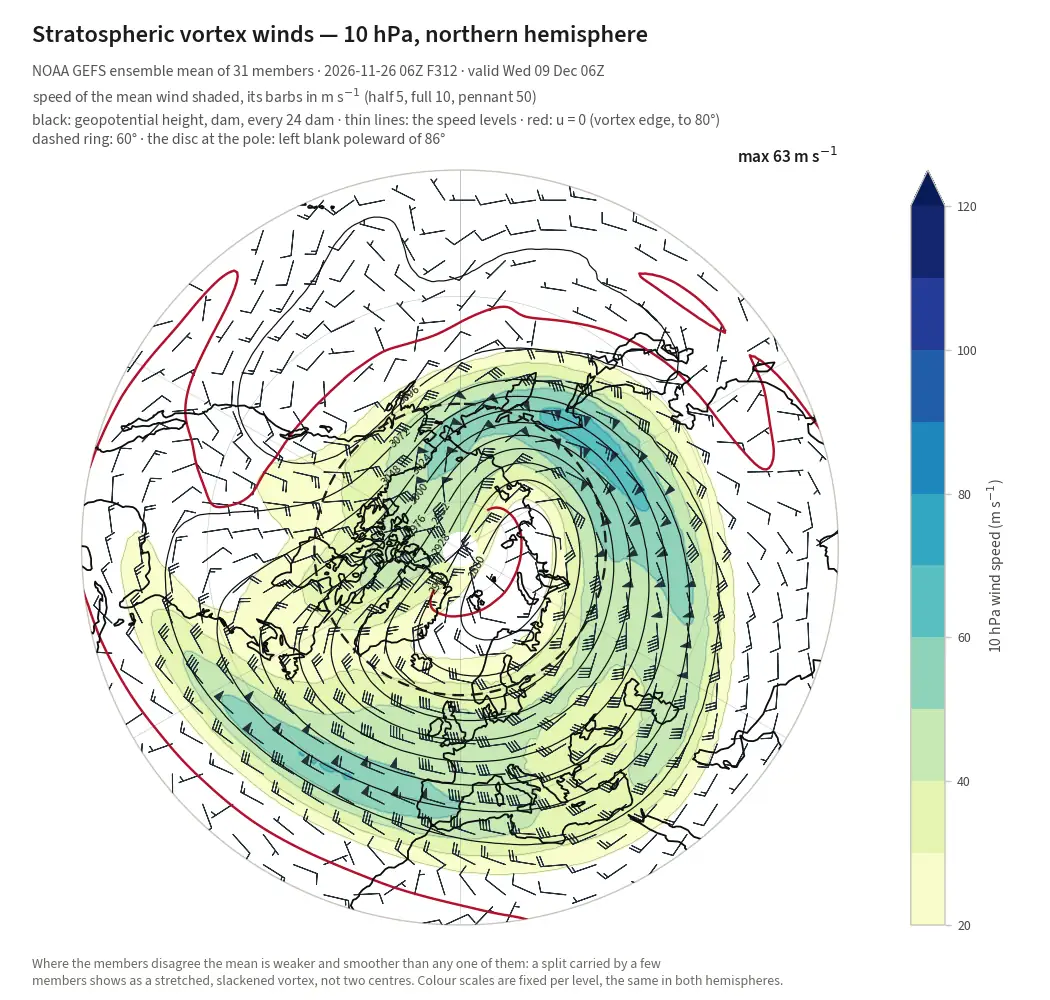 Stratospheric vortex winds — 10 hPa, northern hemisphere
NOAA GEFS ensemble mean of 31 members · 2026-11-26 06Z F312 · valid Wed 09 Dec 06Z
speed of the mean wind shaded, its barbs in m s⁻¹ (half 5, full 10, pennant 50)
black: geopotential height, dam, every 24 dam · thin lines: the speed levels · red: u = 0 (vortex edge, to 80°)
dashed ring: 60° · the disc at the pole: left blank poleward of 86°
max 63 m s⁻¹
120
100
80
60
40
20
10 hPa wind speed (m s⁻¹)
Where the members disagree the mean is weaker and smoother than any one of them: a split carried by a few
members shows as a stretched, slackened vortex, not two centres. Colour scales are fixed per level, the same in both hemispheres.